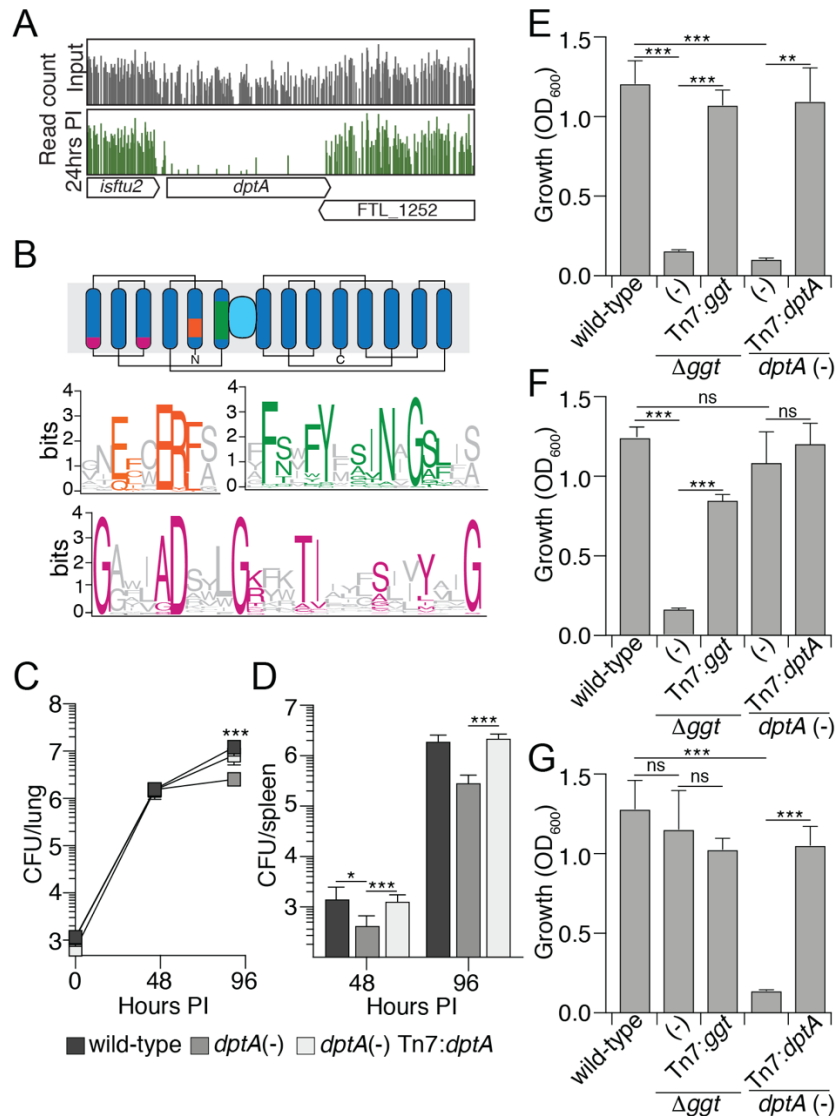 A
Read count
Input
24hrs PI
isftu2
dptA
FTL_1252
B
N
C
bits
4
3
2
1
0
4
3
2
1
0
bits
4
3
2
1
0
C
CFU/lung
8
7
6
5
4
3
***
0
48
96
Hours PI
D
CFU/spleen
7
6
5
4
3
*
***
***
48
96
Hours PI
wild-type
dptA(-)
dptA(-) Tn7:dptA
E
Growth (OD600)
1.5
1.0
0.5
0.0
***
***
***
**
wild-type
(-)
Tn7:ggt
(-)
Tn7:dptA
Δggt
dptA (-)
F
Growth (OD600)
1.5
1.0
0.5
0.0
ns
***
ns
***
wild-type
(-)
Tn7:ggt
(-)
Tn7:dptA
Δggt
dptA (-)
G
Growth (OD600)
1.5
1.0
0.5
0.0
***
ns
ns
***
wild-type
(-)
Tn7:ggt
(-)
Tn7:dptA
Δggt
dptA (-)